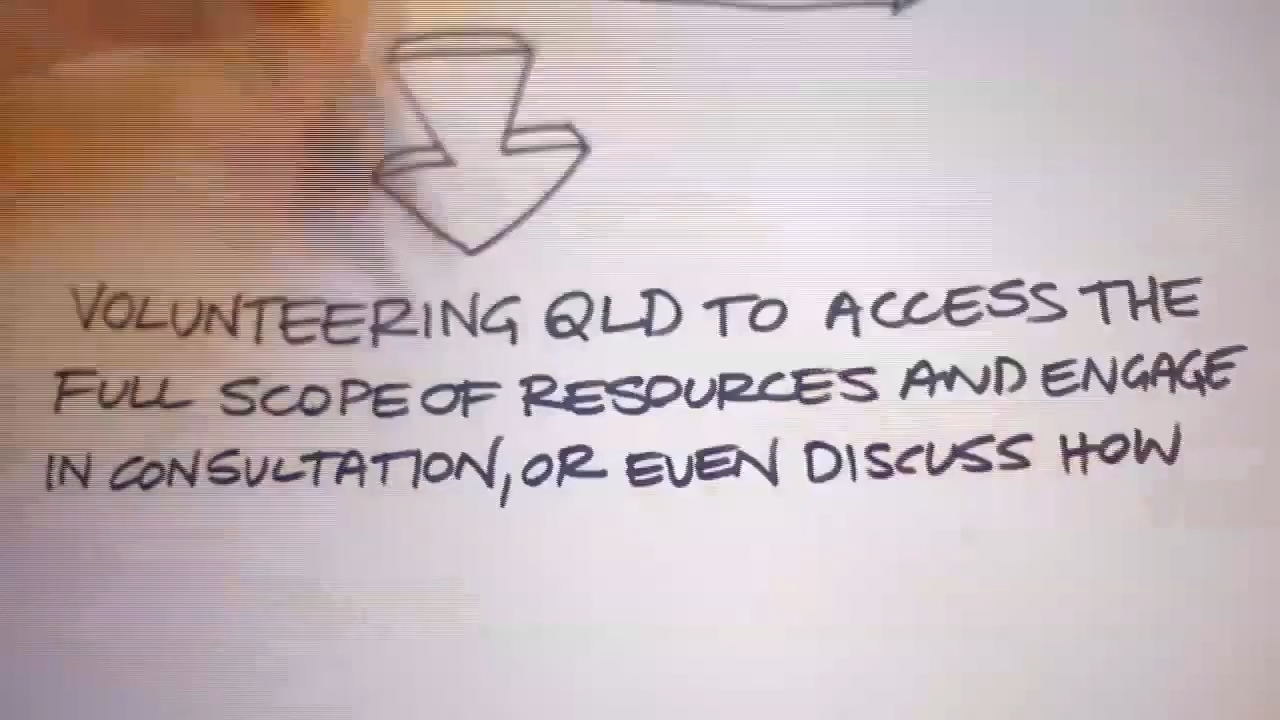 VOLUNTEERING QLD TO ACCESS THE
FULL SCOPE OF RESOURCES AND ENGAGE
IN CONSULTATION, OR EVEN DISCUSS HOW